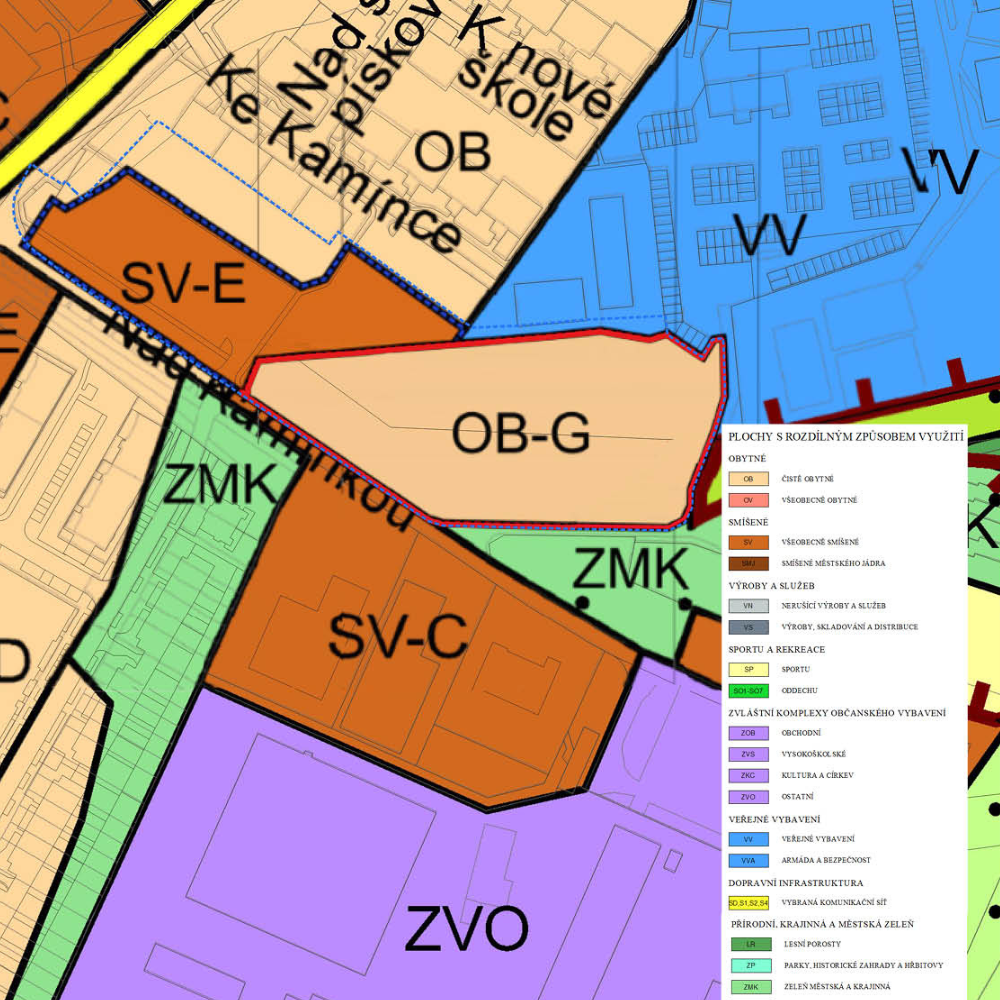 Nad s
pískov
K nové
škole
Ke Kamínce
OB
VV
VV
SV-E
Nad Kamínkou
OB-G
ZMK
ZMK
SV-C
D
K
ZVO
PLOCHY S ROZDÍLNÝM ZPŮSOBEM VYUŽITÍ
OBYTNÉ
OB ČISTĚ OBYTNÉ
OV VŠEOBECNĚ OBYTNÉ
SMÍŠENÉ
SV VŠEOBECNĚ SMÍŠENÉ
SMJ SMÍŠENÉ MĚSTSKÉHO JÁDRA
VÝROBY A SLUŽEB
VN NERUŠÍCÍ VÝROBY A SLUŽEB
VS VÝROBY, SKLADOVÁNÍ A DISTRIBUCE
SPORTU A REKREACE
SP SPORTU
SO1-SO7 ODDECHU
ZVLÁŠTNÍ KOMPLEXY OBČANSKÉHO VYBAVENÍ
ZOB OBCHODNÍ
ZVS VYSOKOŠKOLSKÉ
ZKC KULTURA A CÍRKEV
ZVO OSTATNÍ
VEŘEJNÉ VYBAVENÍ
VV VEŘEJNÉ VYBAVENÍ
VVA ARMÁDA A BEZPEČNOST
DOPRAVNÍ INFRASTRUKTURA
SD,S1,S2,S4 VYBRANÁ KOMUNIKAČNÍ SÍŤ
PŘÍRODNÍ, KRAJINNÁ A MĚSTSKÁ ZELEŇ
LR LESNÍ POROSTY
ZP PARKY, HISTORICKÉ ZAHRADY A HŘBITOVY
ZMK ZELEŇ MĚSTSKÁ A KRAJINNÁ